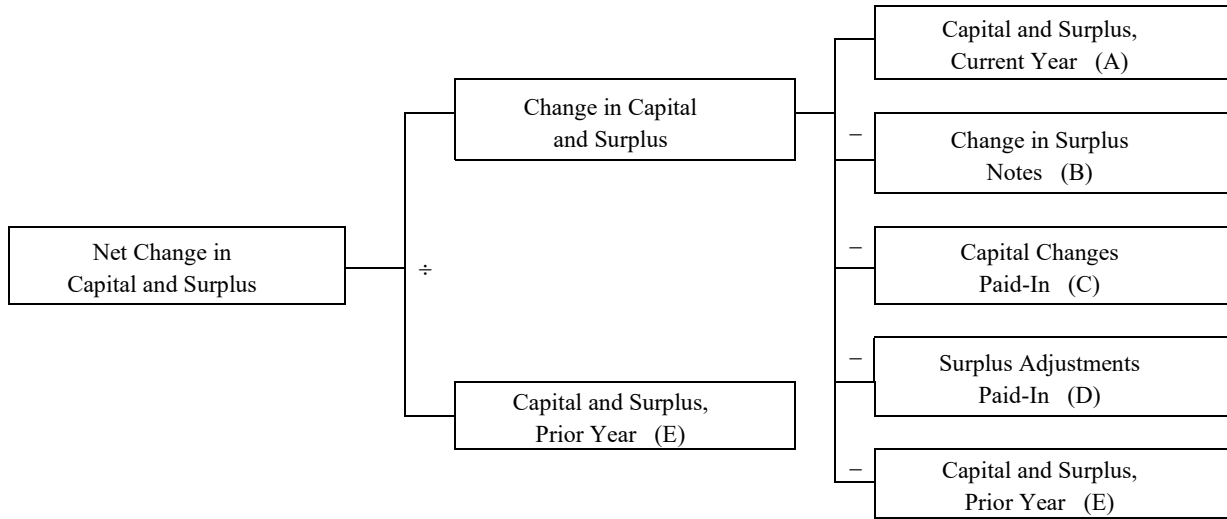 Capital and Surplus,
Current Year (A)
Change in Capital
and Surplus
–
Change in Surplus
Notes (B)
Net Change in
Capital and Surplus
÷
–
Capital Changes
Paid-In (C)
–
Surplus Adjustments
Paid-In (D)
Capital and Surplus,
Prior Year (E)
–
Capital and Surplus,
Prior Year (E)